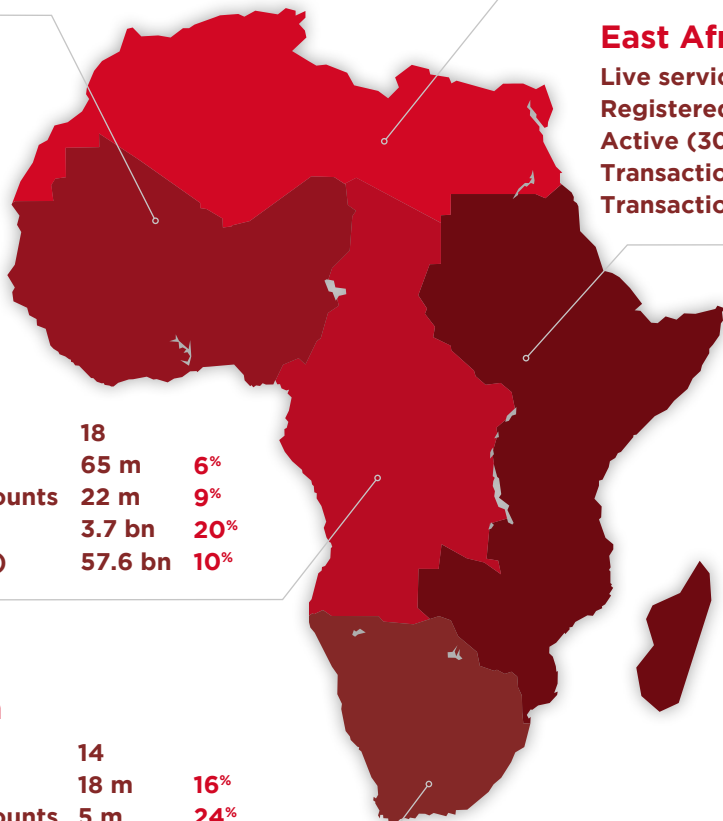 East Afr
Live servic
Registered
Active (30
Transactio
Transactio
18
65 m 6%
ounts 22 m 9%
3.7 bn 20%
) 57.6 bn 10%
14
18 m 16%
ounts 5 m 24%